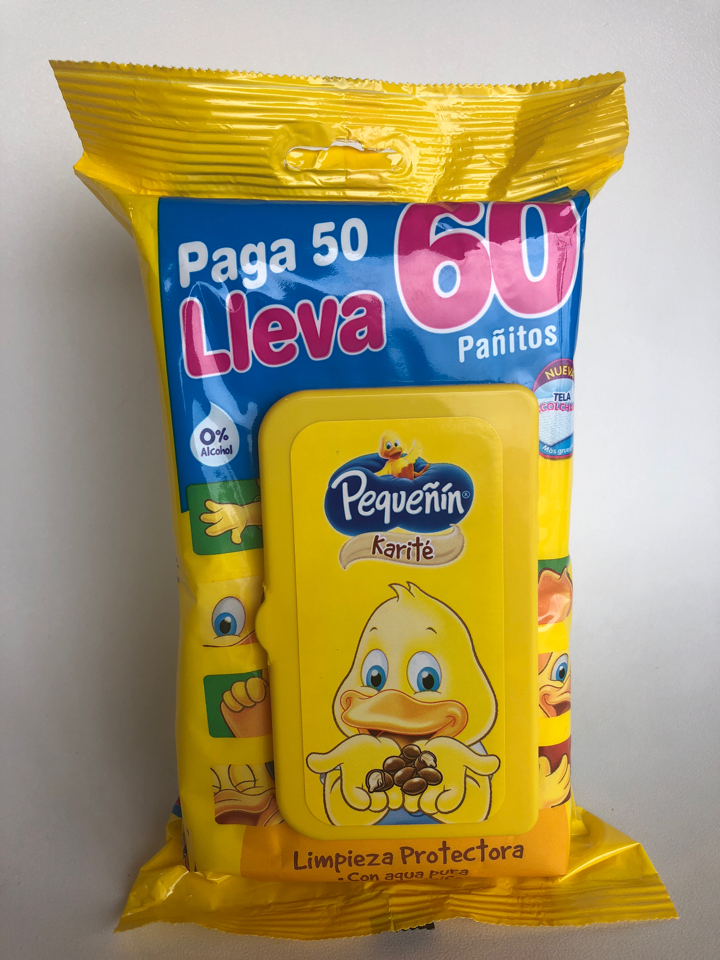 Paga 50
60
Lleva
Pañitos
NUEVA
TELA
0%
Alcohol
Pequeñín®
Karité
Limpieza Protectora
• Con agua pura